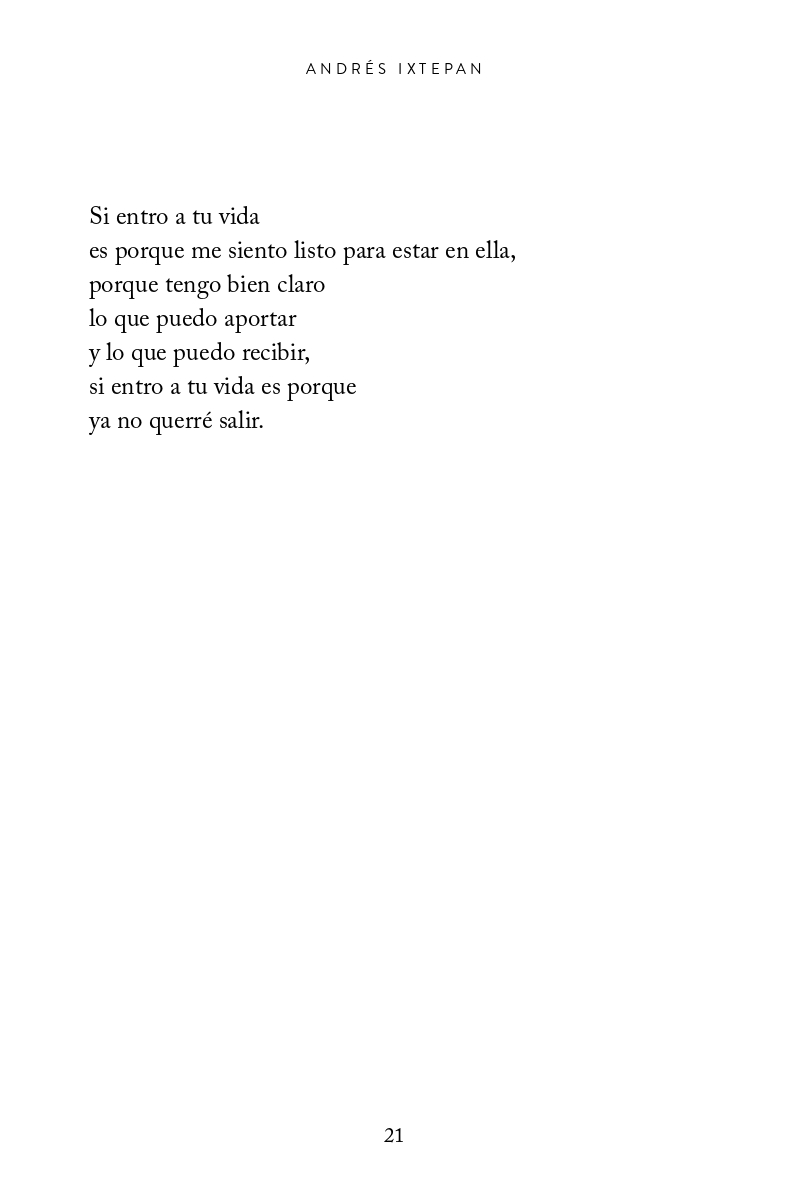 ANDRÉS IXTEPAN
Si entro a tu vida
es porque me siento listo para estar en ella,
porque tengo bien claro
lo que puedo aportar
y lo que puedo recibir,
si entro a tu vida es porque
ya no querré salir.
21